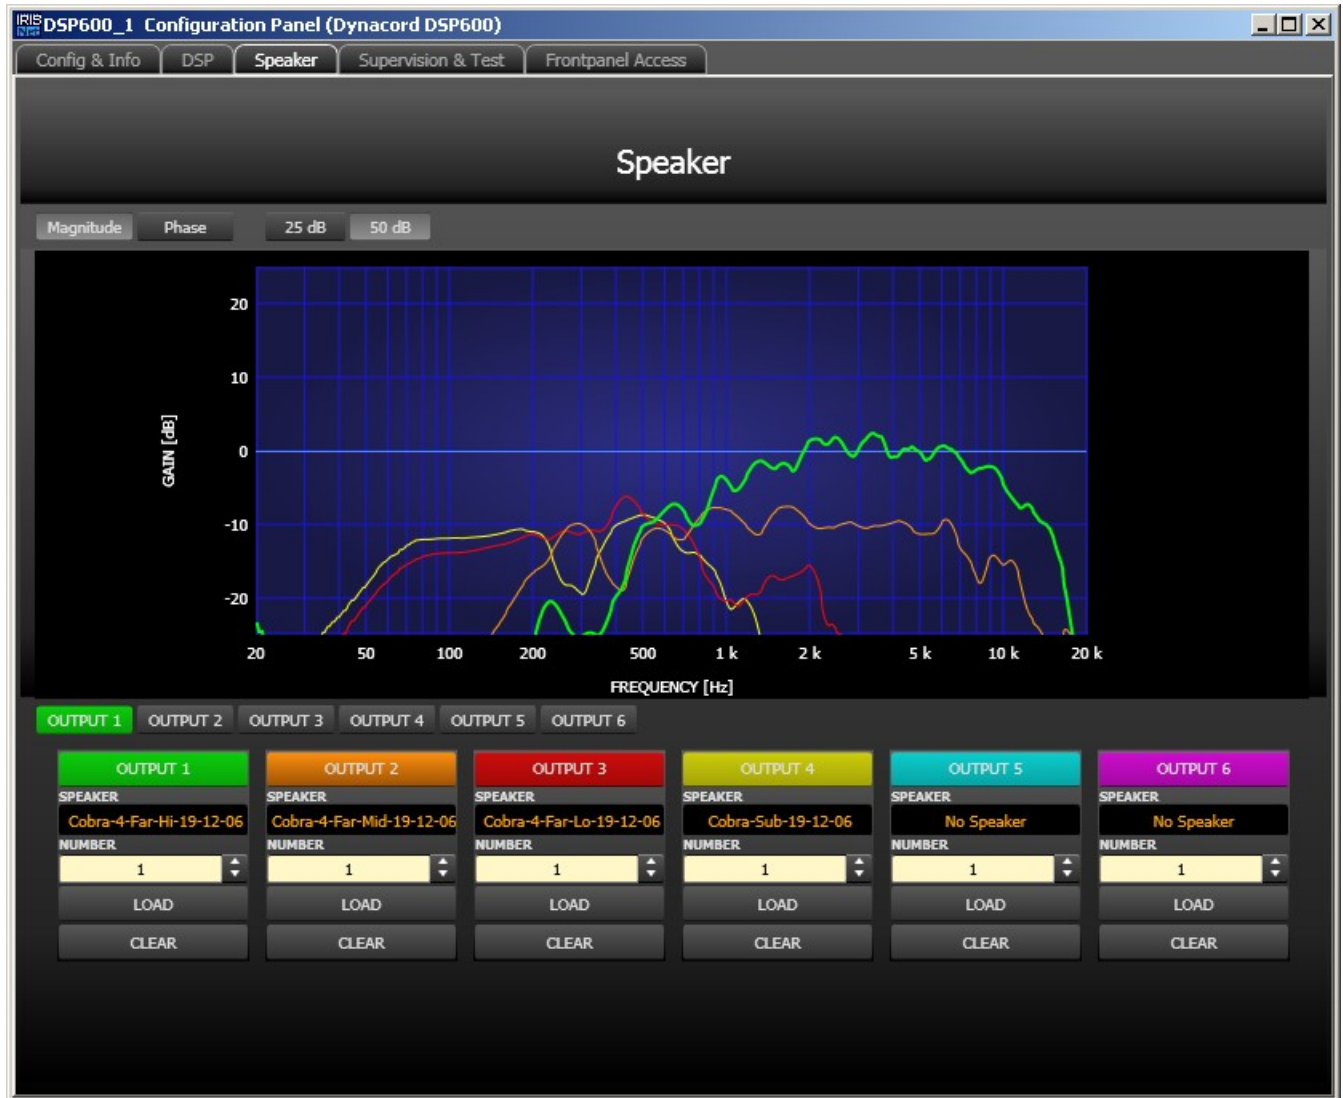 IRIS Net DSP600_1 Configuration Panel (Dynacord DSP600)
Config & Info DSP Speaker Supervision & Test Frontpanel Access
Speaker
Magnitude Phase 25 dB 50 dB
20
10
GAIN [dB]
0
-10
-20
20 50 100 200 500 1 k 2 k 5 k 10 k 20 k
FREQUENCY [Hz]
OUTPUT 1 OUTPUT 2 OUTPUT 3 OUTPUT 4 OUTPUT 5 OUTPUT 6
OUTPUT 1 OUTPUT 2 OUTPUT 3 OUTPUT 4 OUTPUT 5 OUTPUT 6
SPEAKER SPEAKER SPEAKER SPEAKER SPEAKER SPEAKER
Cobra-4-Far-Hi-19-12-06 Cobra-4-Far-Mid-19-12-06 Cobra-4-Far-Lo-19-12-06 Cobra-Sub-19-12-06 No Speaker No Speaker
NUMBER NUMBER NUMBER NUMBER NUMBER NUMBER
1 1 1 1 1 1
LOAD LOAD LOAD LOAD LOAD LOAD
CLEAR CLEAR CLEAR CLEAR CLEAR CLEAR